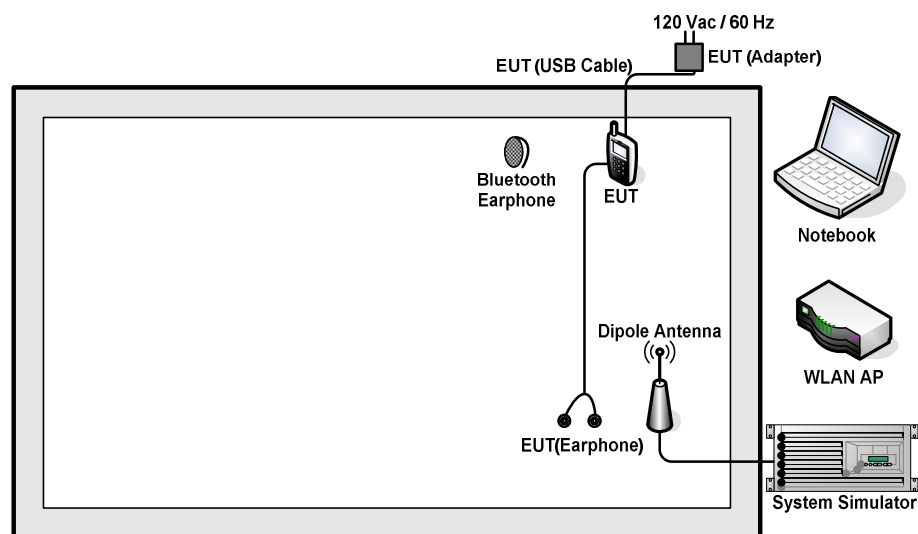 120 Vac / 60 Hz
EUT (USB Cable)
EUT (Adapter)
Bluetooth
Earphone
EUT
Notebook
Dipole Antenna
WLAN AP
EUT(Earphone)
System Simulator